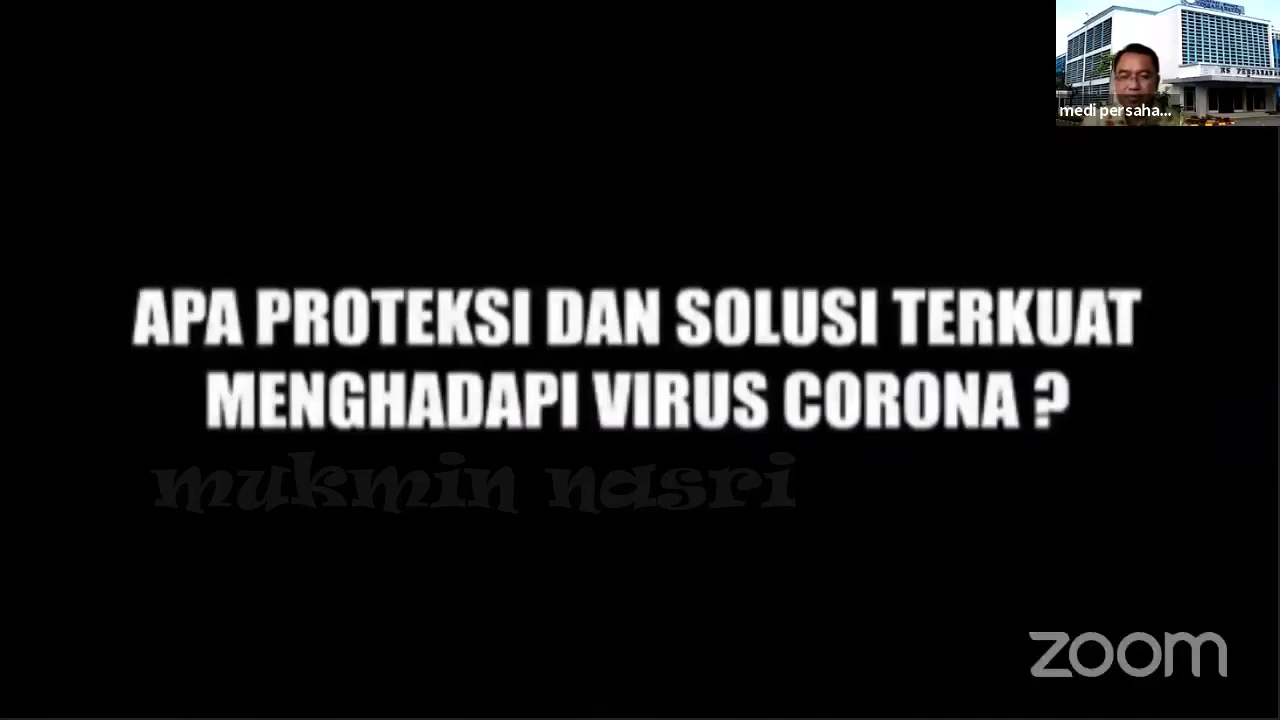 medi persaha...
APA PROTEKSI DAN SOLUSI TERKUAT
MENGHADAPI VIRUS CORONA ?
mukmin nasri
zoom